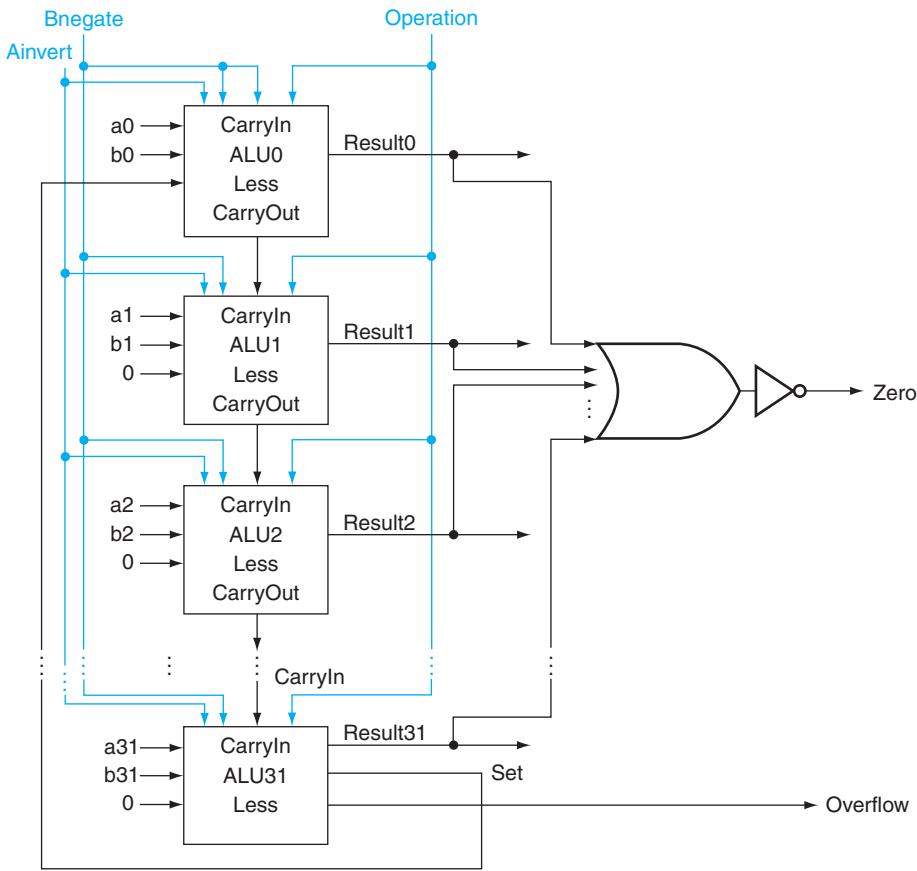 Bnegate
Operation
Ainvert
a0
b0
CarryIn
ALU0
Less
CarryOut
Result0
a1
b1
0
CarryIn
ALU1
Less
CarryOut
Result1
Zero
a2
b2
0
CarryIn
ALU2
Less
CarryOut
Result2
CarryIn
a31
b31
0
CarryIn
ALU31
Less
Result31
Set
Overflow